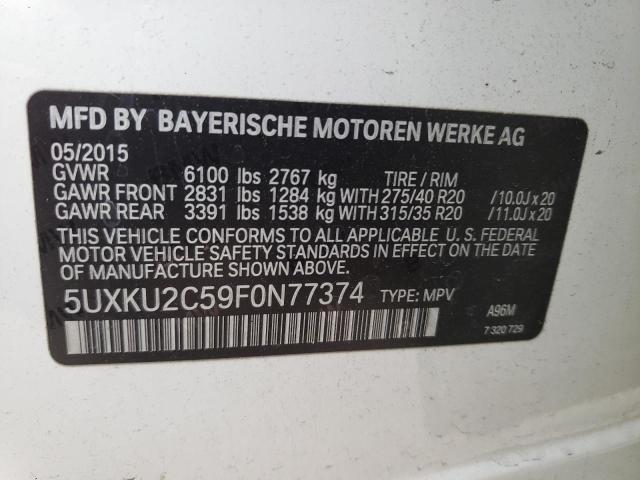 MFD BY BAYERISCHE MOTOREN WERKE AG
05/2015
GVWR 6100 lbs 2767 kg TIRE / RIM
GAWR FRONT 2831 lbs 1284 kg WITH 275/40 R20 /10.0J x 20
GAWR REAR 3391 lbs 1538 kg WITH 315/35 R20 /11.0J x 20
THIS VEHICLE CONFORMS TO ALL APPLICABLE U. S. FEDERAL
MOTOR VEHICLE SAFETY STANDARDS IN EFFECT ON THE DATE
OF MANUFACTURE SHOWN ABOVE.
5UXKU2C59F0N77374 TYPE: MPV
A96M
7 320 729